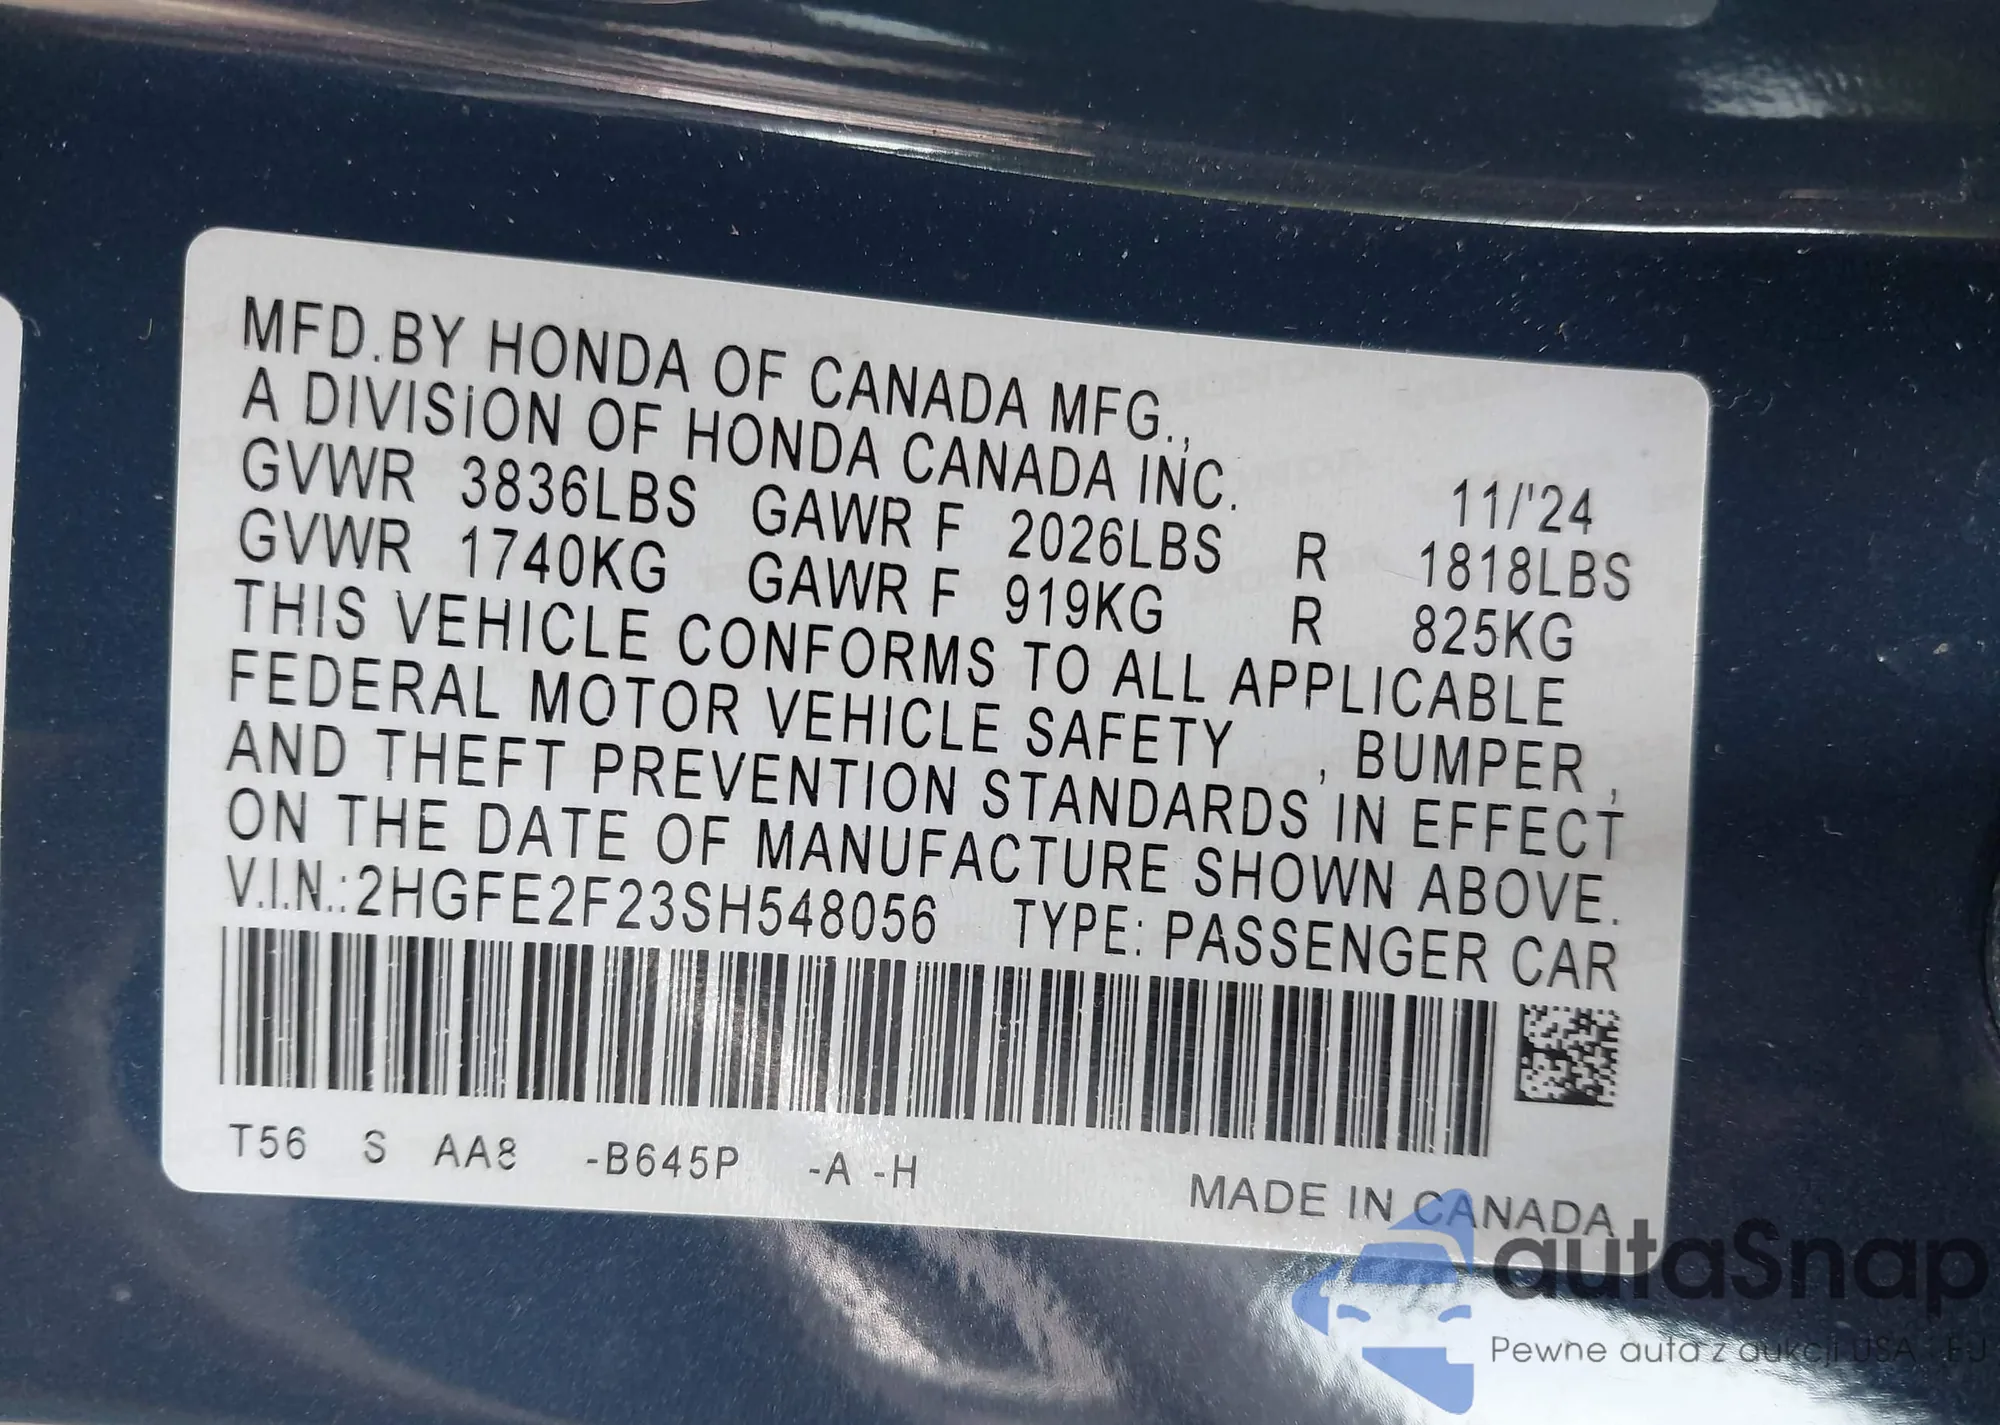 MFD.BY HONDA OF CANADA MFG.,
A DIVISION OF HONDA CANADA INC. 11/'24
GVWR 3836LBS GAWR F 2026LBS R 1818LBS
GVWR 1740KG GAWR F 919KG R 825KG
THIS VEHICLE CONFORMS TO ALL APPLICABLE
FEDERAL MOTOR VEHICLE SAFETY , BUMPER ,
AND THEFT PREVENTION STANDARDS IN EFFECT
ON THE DATE OF MANUFACTURE SHOWN ABOVE.
V.I.N.:2HGFE2F23SH548056 TYPE: PASSENGER CAR
T56 S AA8 -B645P -A -H
MADE IN CANADA
autaSnap
Pewne auta z aukcji USA - EU